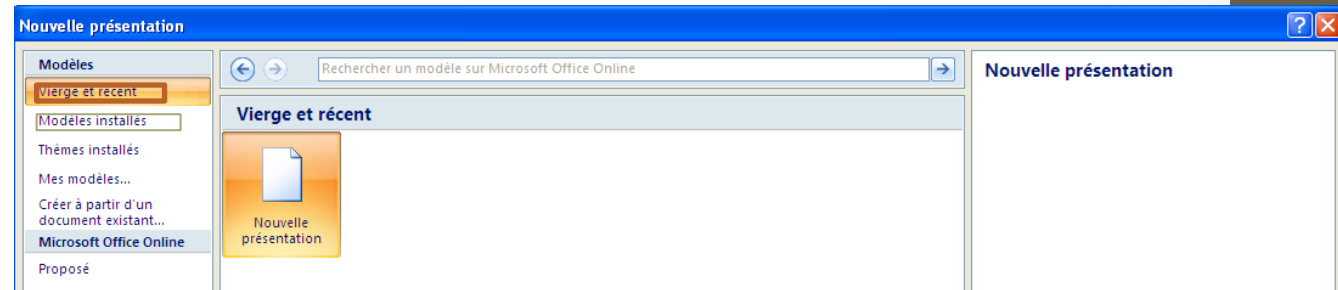 Nouvelle présentation
Modèles
Vierge et récent
Modèles installés
Thèmes installés
Mes modèles...
Créer à partir d'un
document existant...
Microsoft Office Online
Proposé
Rechercher un modèle sur Microsoft Office Online
Vierge et récent
Nouvelle
présentation
Nouvelle présentation